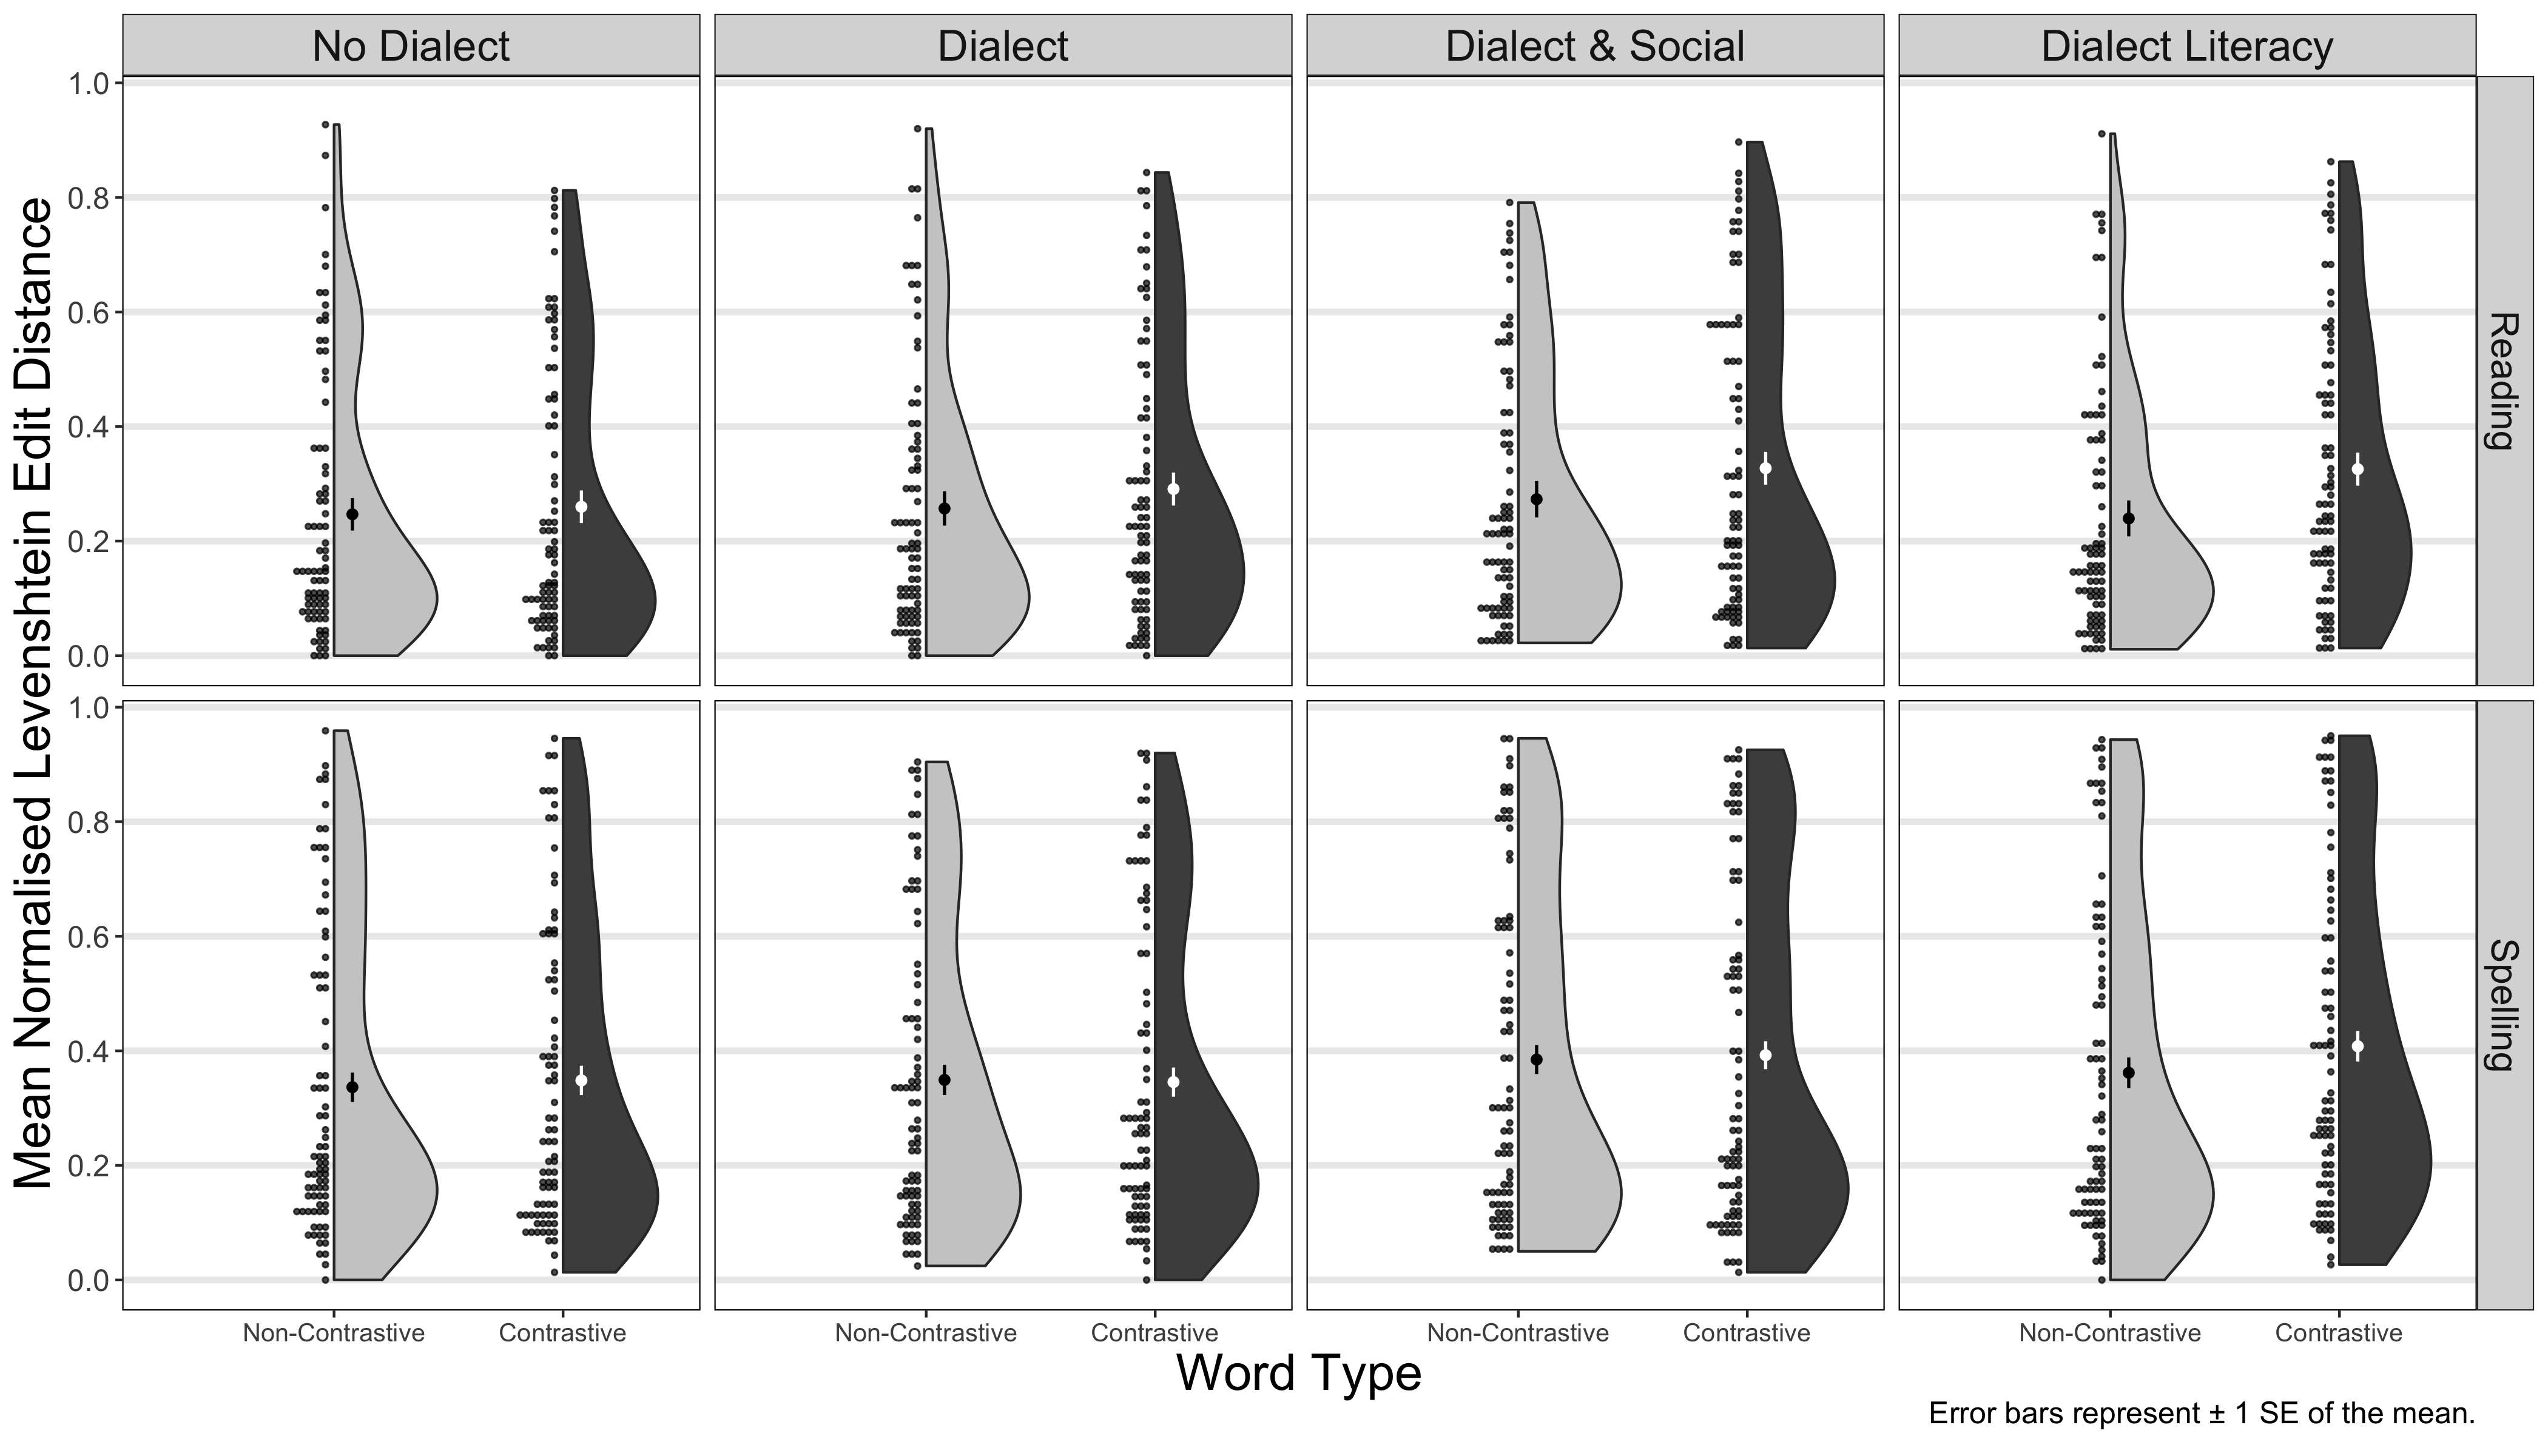 No Dialect
Dialect
Dialect & Social
Dialect Literacy
Mean Normalised Levenshtein Edit Distance
1.0
0.8
0.6
0.4
0.2
0.0
Reading
1.0
0.8
0.6
0.4
0.2
0.0
Spelling
Non-Contrastive
Contrastive
Non-Contrastive
Contrastive
Non-Contrastive
Contrastive
Non-Contrastive
Contrastive
Word Type
Error bars represent ± 1 SE of the mean.